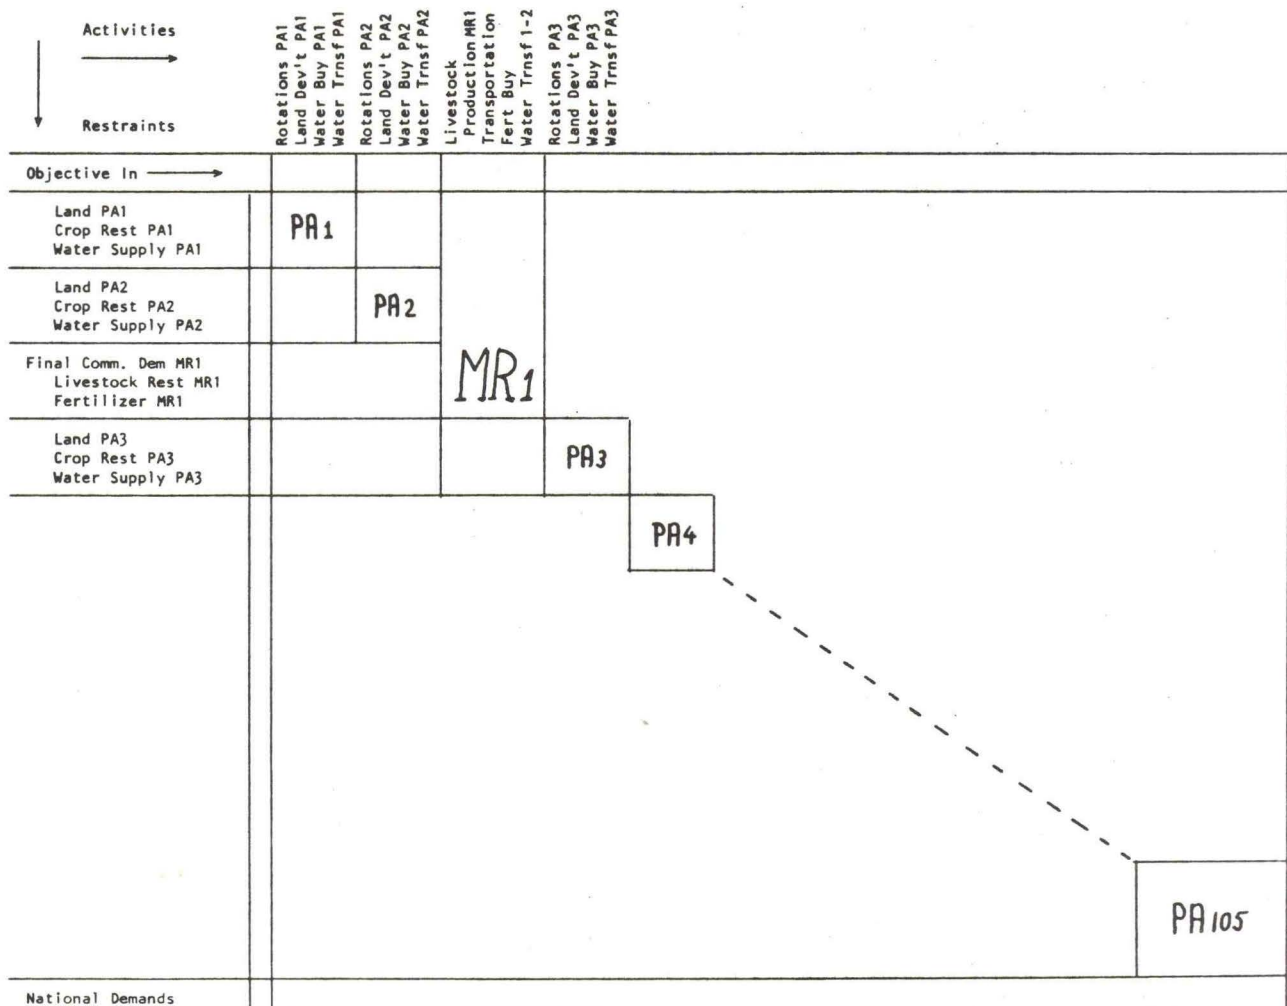 Activities
Restraints
Rotations PA1
Land Dev't PA1
Water Buy PA1
Water Trnsf PA1
Rotations PA2
Land Dev't PA2
Water Buy PA2
Water Trnsf PA2
Livestock
Production MR1
Transportation
Fert Buy
Water Trnsf 1-2
Rotations PA3
Land Dev't PA3
Water Buy PA3
Water Trnsf PA3
Objective In
Land PA1
Crop Rest PA1
Water Supply PA1
PA1
Land PA2
Crop Rest PA2
Water Supply PA2
PA2
Final Comm. Dem MR1
Livestock Rest MR1
Fertilizer MR1
MR1
Land PA3
Crop Rest PA3
Water Supply PA3
PA3
PA4
PA105
National Demands